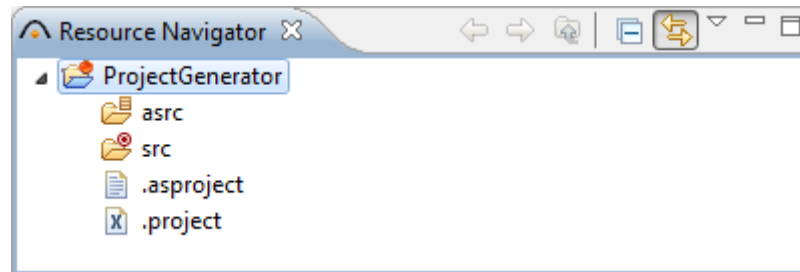 Resource Navigator
ProjectGenerator
asrc
src
.asproject
.project